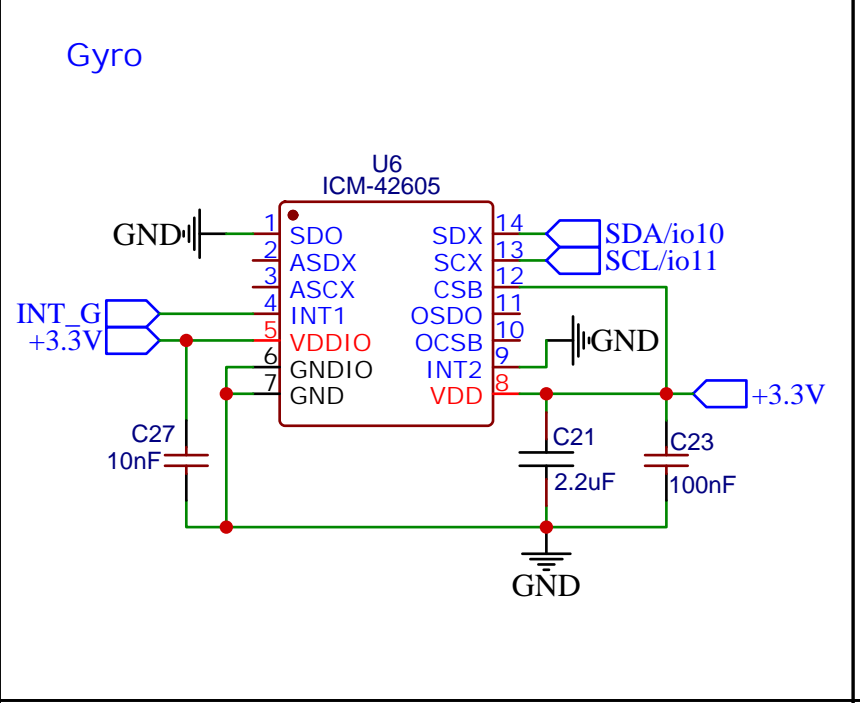 Gyro
U6
ICM-42605
GND
1 SDO
2 ASDX
3 ASCX
4 INT1
5 VDDIO
6 GNDIO
7 GND
SDX 14
SCX 13
CSB 12
OSDO 11
OCSB 10
INT2 9
VDD 8
SDA/io10
SCL/io11
INT_G
+3.3V
GND
+3.3V
C27
10nF
C21
2.2uF
C23
100nF
GND